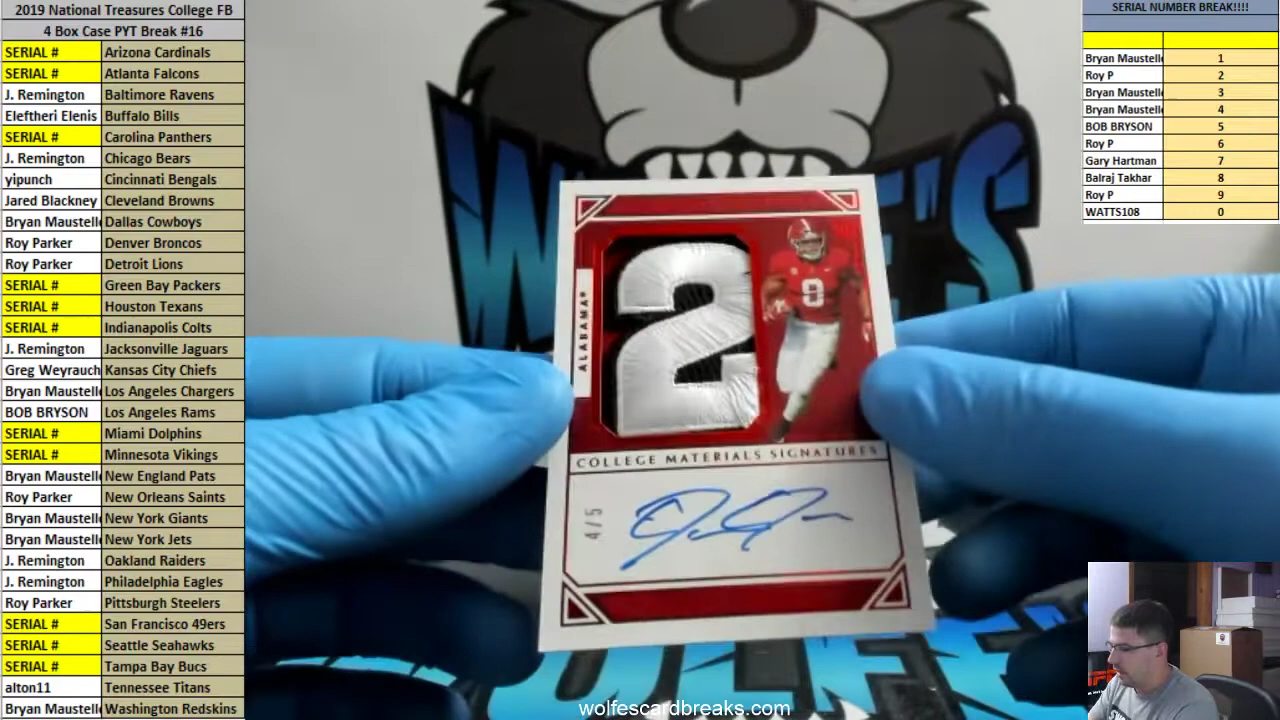 2019 National Treasures College FB
4 Box Case PYT Break #16
SERIAL # Arizona Cardinals
SERIAL # Atlanta Falcons
J. Remington Baltimore Ravens
Eleftheri Elenis Buffalo Bills
SERIAL # Carolina Panthers
J. Remington Chicago Bears
yipunch Cincinnati Bengals
Jared Blackney Cleveland Browns
Bryan Mustell Dallas Cowboys
Roy Parker Denver Broncos
Roy Parker Detroit Lions
SERIAL # Green Bay Packers
SERIAL # Houston Texans
SERIAL # Indianapolis Colts
J. Remington Jacksonville Jaguars
Greg Weyrauch Kansas City Chiefs
Bryan Maustell Los Angeles Chargers
BOB BRYSON Los Angeles Rams
SERIAL # Miami Dolphins
SERIAL # Minnesota Vikings
Bryan Maustell New England Pats
Roy Parker New Orleans Saints
Bryan Maustell New York Giants
Bryan Maustell New York Jets
J. Remington Oakland Raiders
J. Remington Philadelphia Eagles
Roy Parker Pittsburgh Steelers
SERIAL # San Francisco 49ers
SERIAL # Seattle Seahawks
SERIAL # Tampa Bay Bucs
alton11 Tennessee Titans
Bryan Maustell Washington Redskins
SERIAL NUMBER BREAK!!!!
Bryan Maustelle 1
Roy P 2
Bryan Maustelle 3
Bryan Maustelle 4
BOB BRYSON 5
Roy P 6
Gary Hartman 7
Balraj Takhar 8
Roy P 9
WATTS108 0
ALABAMA
2
8
COLLEGE MATERIALS SIGNATURES
4/5
wolfescardbreaks.com